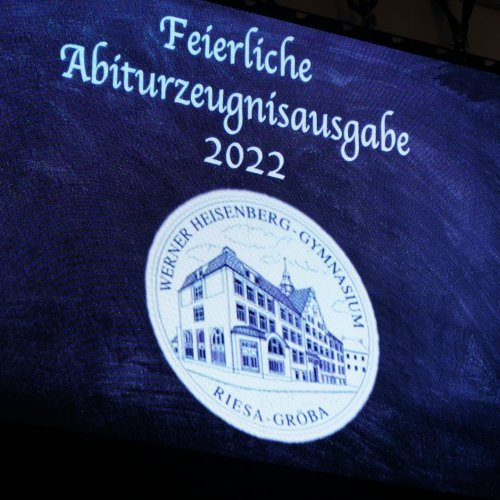 Feierliche
Abiturzeugnisausgabe
2022
WERNER HEISENBERG-GYMNASIUM
RIESA-GRÖBA